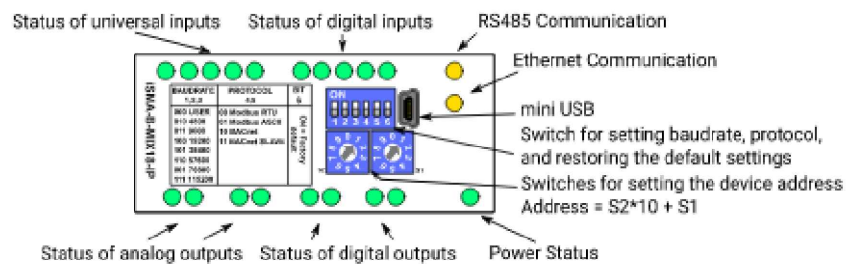 Status of universal inputs
Status of digital inputs
RS485 Communication
Ethernet Communication
mini USB
Switch for setting baudrate, protocol,
and restoring the default settings
Switches for setting the device address
Address = S2*10 + S1
iSMA-B-MIX18-IP
BAUDRATE
1,2,3
PROTOCOL
4,5
BIT
6
000 USER
010 4800
011 9600
100 19200
101 38400
110 57600
001 76800
111 115200
00 Modbus RTU
01 Modbus ASCII
10 BACnet
11 BACnet SLAVE
On = Factory
default
ON
1 2 3 4 5 6
S1
Status of analog outputs
Status of digital outputs
Power Status